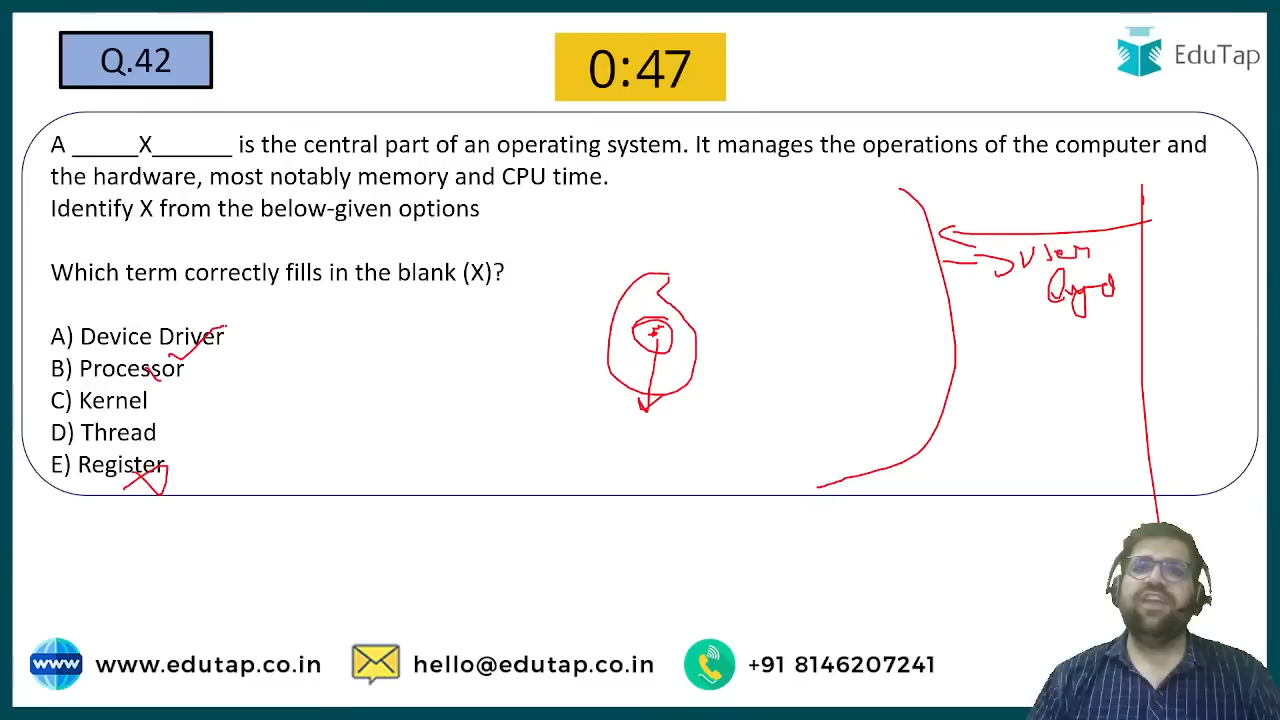 Q.42
0:47
EduTap
A _____X______ is the central part of an operating system. It manages the operations of the computer and
the hardware, most notably memory and CPU time.
Identify X from the below-given options
Which term correctly fills in the blank (X)?
A) Device Driver
B) Processor
C) Kernel
D) Thread
E) Register
User
www www.edutap.co.in
hello@edutap.co.in
+91 8146207241